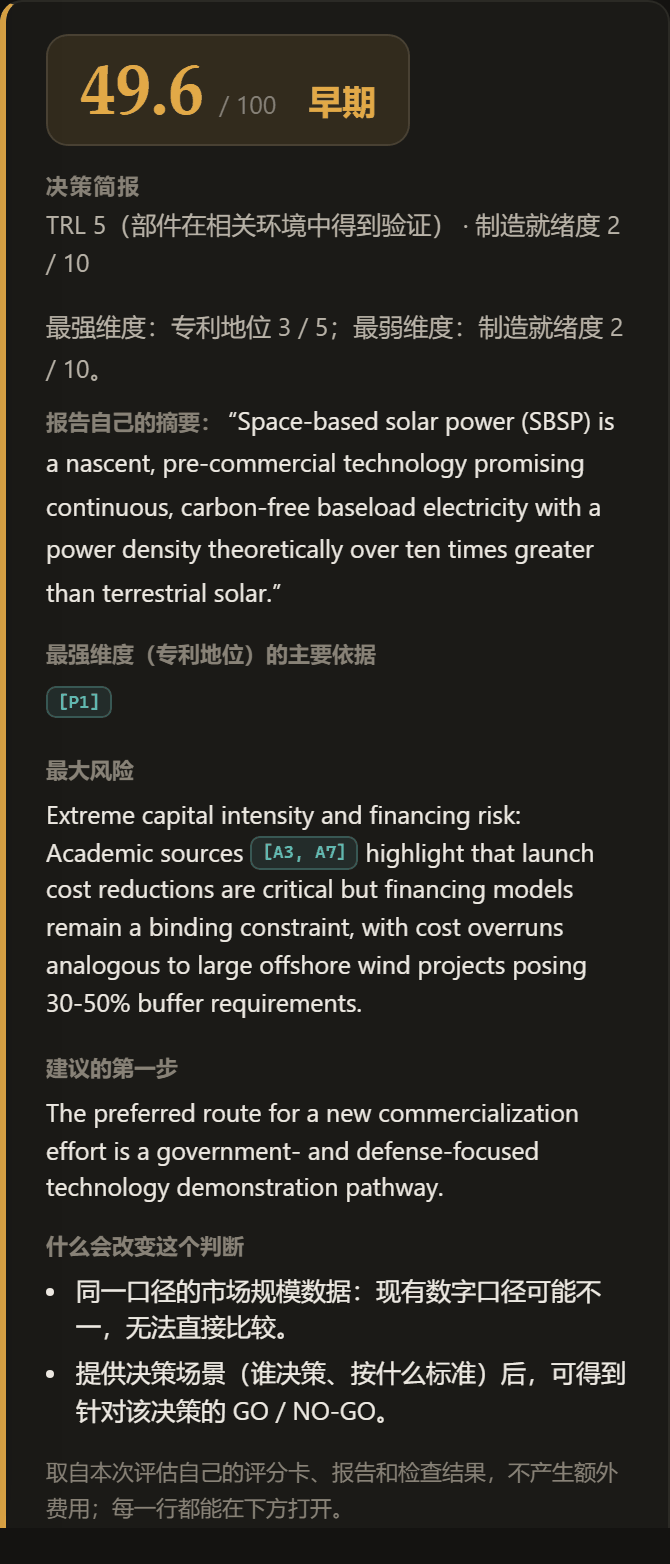 49.6 / 100 早期
决策简报
TRL 5（部件在相关环境中得到验证） · 制造就绪度 2
/ 10
最强维度：专利地位 3 / 5；最弱维度：制造就绪度 2
/ 10。
报告自己的摘要： “Space-based solar power (SBSP) is
a nascent, pre-commercial technology promising
continuous, carbon-free baseload electricity with a
power density theoretically over ten times greater
than terrestrial solar.”
最强维度（专利地位）的主要依据
[P1]
最大风险
Extreme capital intensity and financing risk:
Academic sources [A3, A7] highlight that launch
cost reductions are critical but financing models
remain a binding constraint, with cost overruns
analogous to large offshore wind projects posing
30-50% buffer requirements.
建议的第一步
The preferred route for a new commercialization
effort is a government- and defense-focused
technology demonstration pathway.
什么会改变这个判断
• 同一口径的市场规模数据：现有数字口径可能不
一，无法直接比较。
• 提供决策场景（谁决策、按什么标准）后，可得到
针对该决策的 GO / NO-GO。
取自本次评估自己的评分卡、报告和检查结果，不产生额外
费用；每一行都能在下方打开。